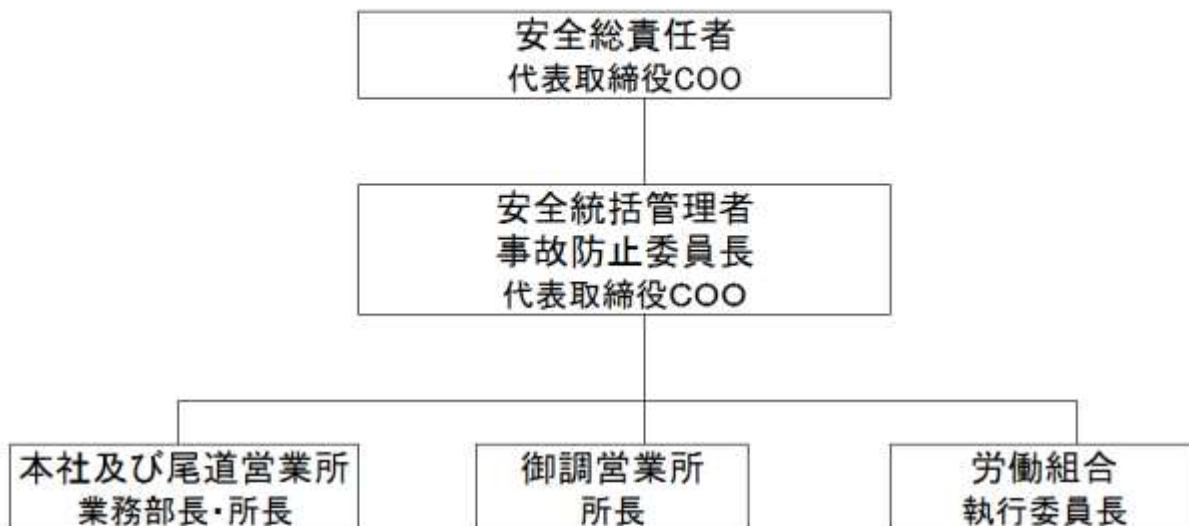 安全総責任者
代表取締役COO
安全統括管理者
事故防止委員長
代表取締役COO
本社及び尾道営業所
業務部長・所長
御調営業所
所長
労働組合
執行委員長